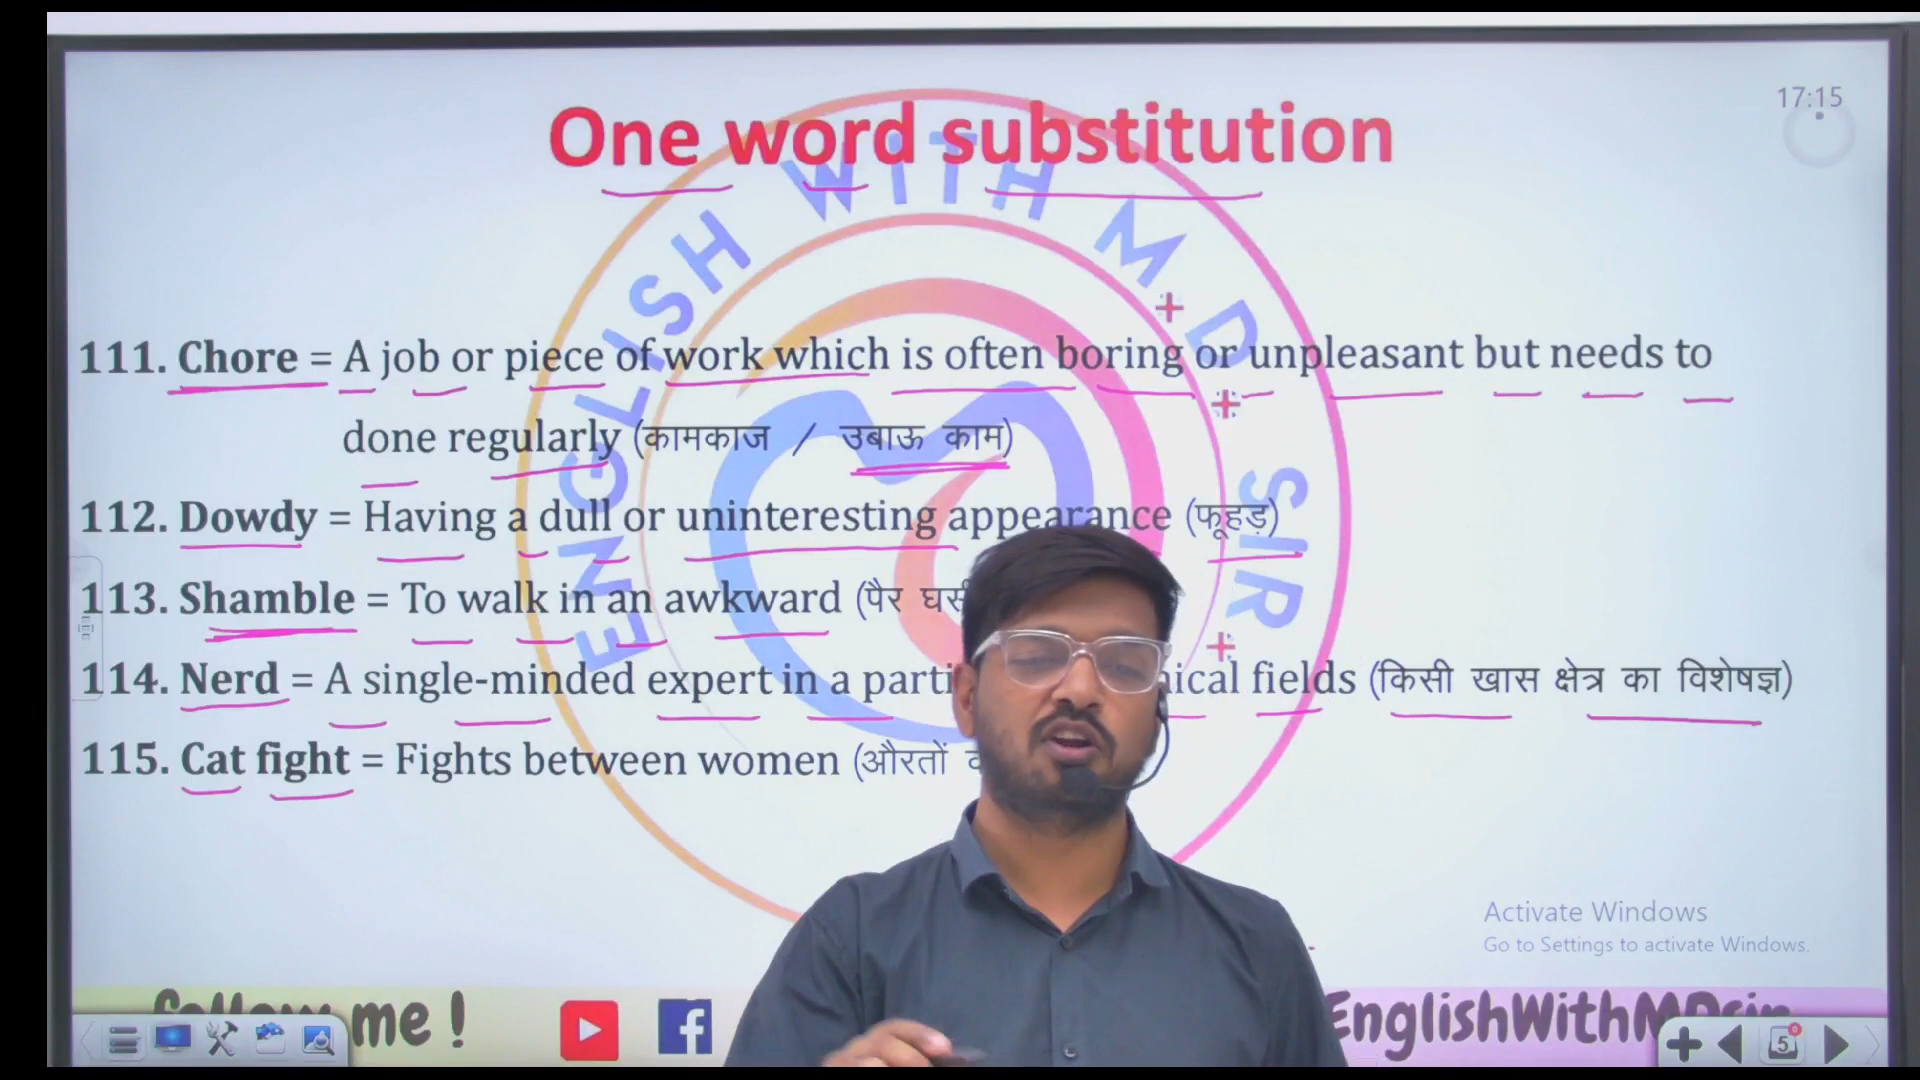 One word substitution
17:15
ENGLISH WITH M.D SIR
111. Chore = A job or piece of work which is often boring or unpleasant but needs to
done regularly (कामकाज / उबाऊ काम)
112. Dowdy = Having a dull or uninteresting appearance (फूहड़)
113. Shamble = To walk in an awkward (पैर
114. Nerd = A single-minded expert in a fields (किसी खास क्षेत्र का विशेषज्ञ)
115. Cat fight = Fights between women (औरतों
Activate Windows
Go to Settings to activate Windows.
follow me !
EnglishWithMDsir
5